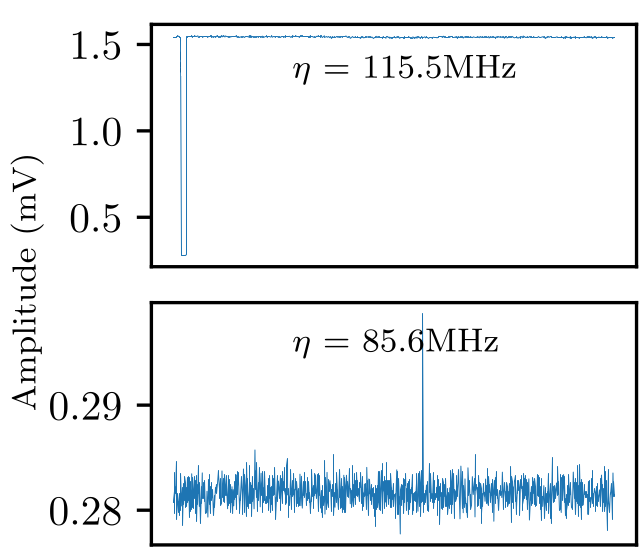 Amplitude (mV)
1.5
η = 115.5MHz
1.0
0.5
η = 85.6MHz
0.29
0.28